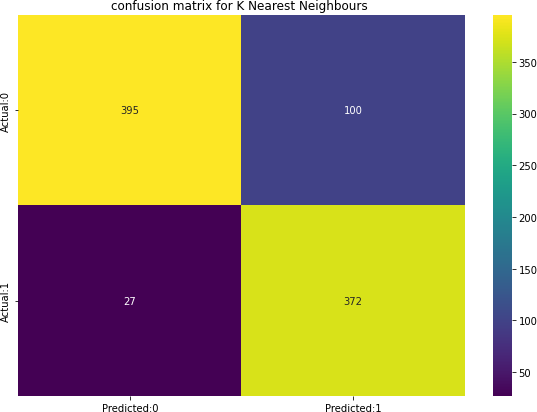 confusion matrix for K Nearest Neighbours
Actual:0
395
100
Actual:1
27
372
Predicted:0
Predicted:1
350
300
250
200
150
100
50